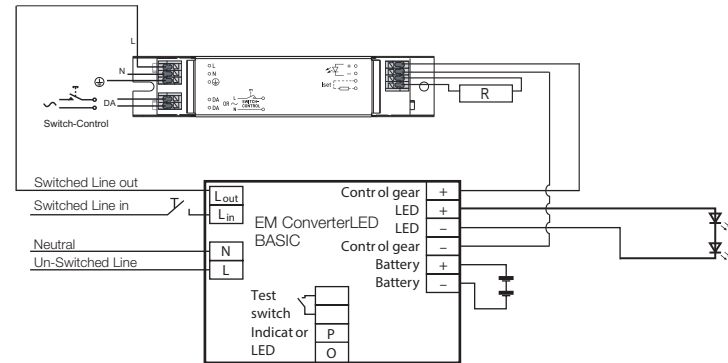 L
N
DA
Switch-Control
L
N
DA
DA
OR
L
SWITCH-
CONTROL
N
+
−
Iset
R
Switched Line out
Switched Line in
Neutral
Un-Switched Line
Lout
Lin
N
L
EM ConverterLED
BASIC
Control gear +
LED +
LED −
Control gear −
Battery +
Battery −
Test
switch
Indicator P
LED O